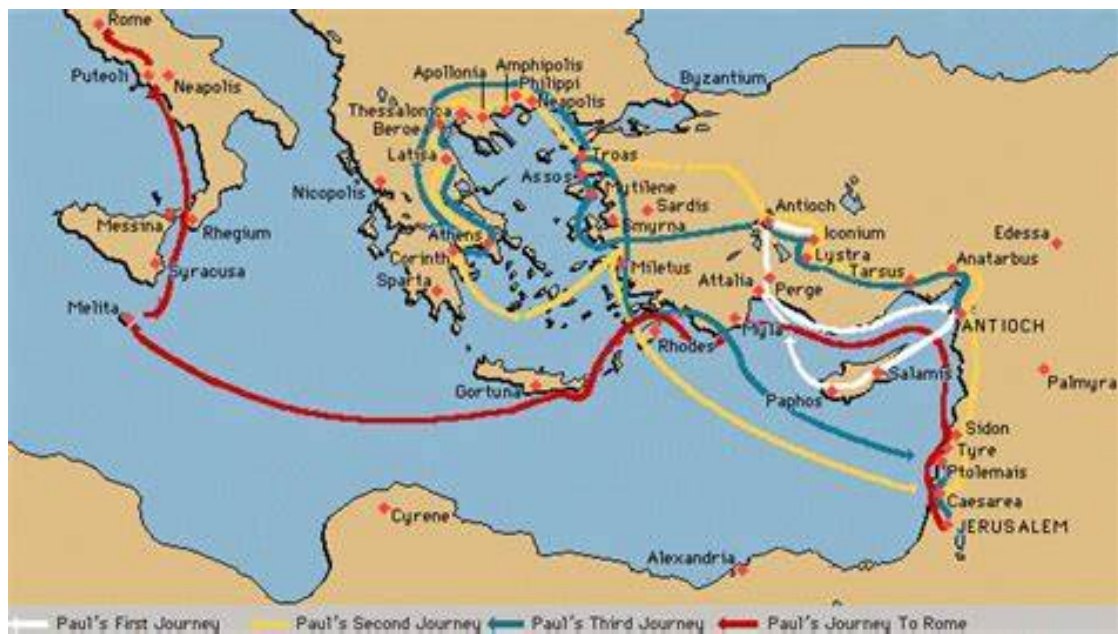 Rome
Puteoli
Neapolis
Messina
Rhegium
Syraousa
Melita
Nicopolis
Apollonia
Amphipolis
Philippi
Neapolis
Thessalonica
Beroe
Latisa
Athens
Corinth
Sparta
Gortuna
Byzantium
Troas
Assos
Mytilene
Sardis
Smyrna
Miletus
Rhodes
Antioch
Iconium
Lystra
Tarsus
Attalia
Perge
Myla
Anatarbus
Edessa
ANTIOCH
Salamis
Paphos
Palmyra
Sidon
Tyre
Ptolemais
Caesarea
JERUSALEM
Cyrene
Alexandria
Paul's First Journey
Paul's Second Journey
Paul's Third Journey
Paul's Journey To Rome